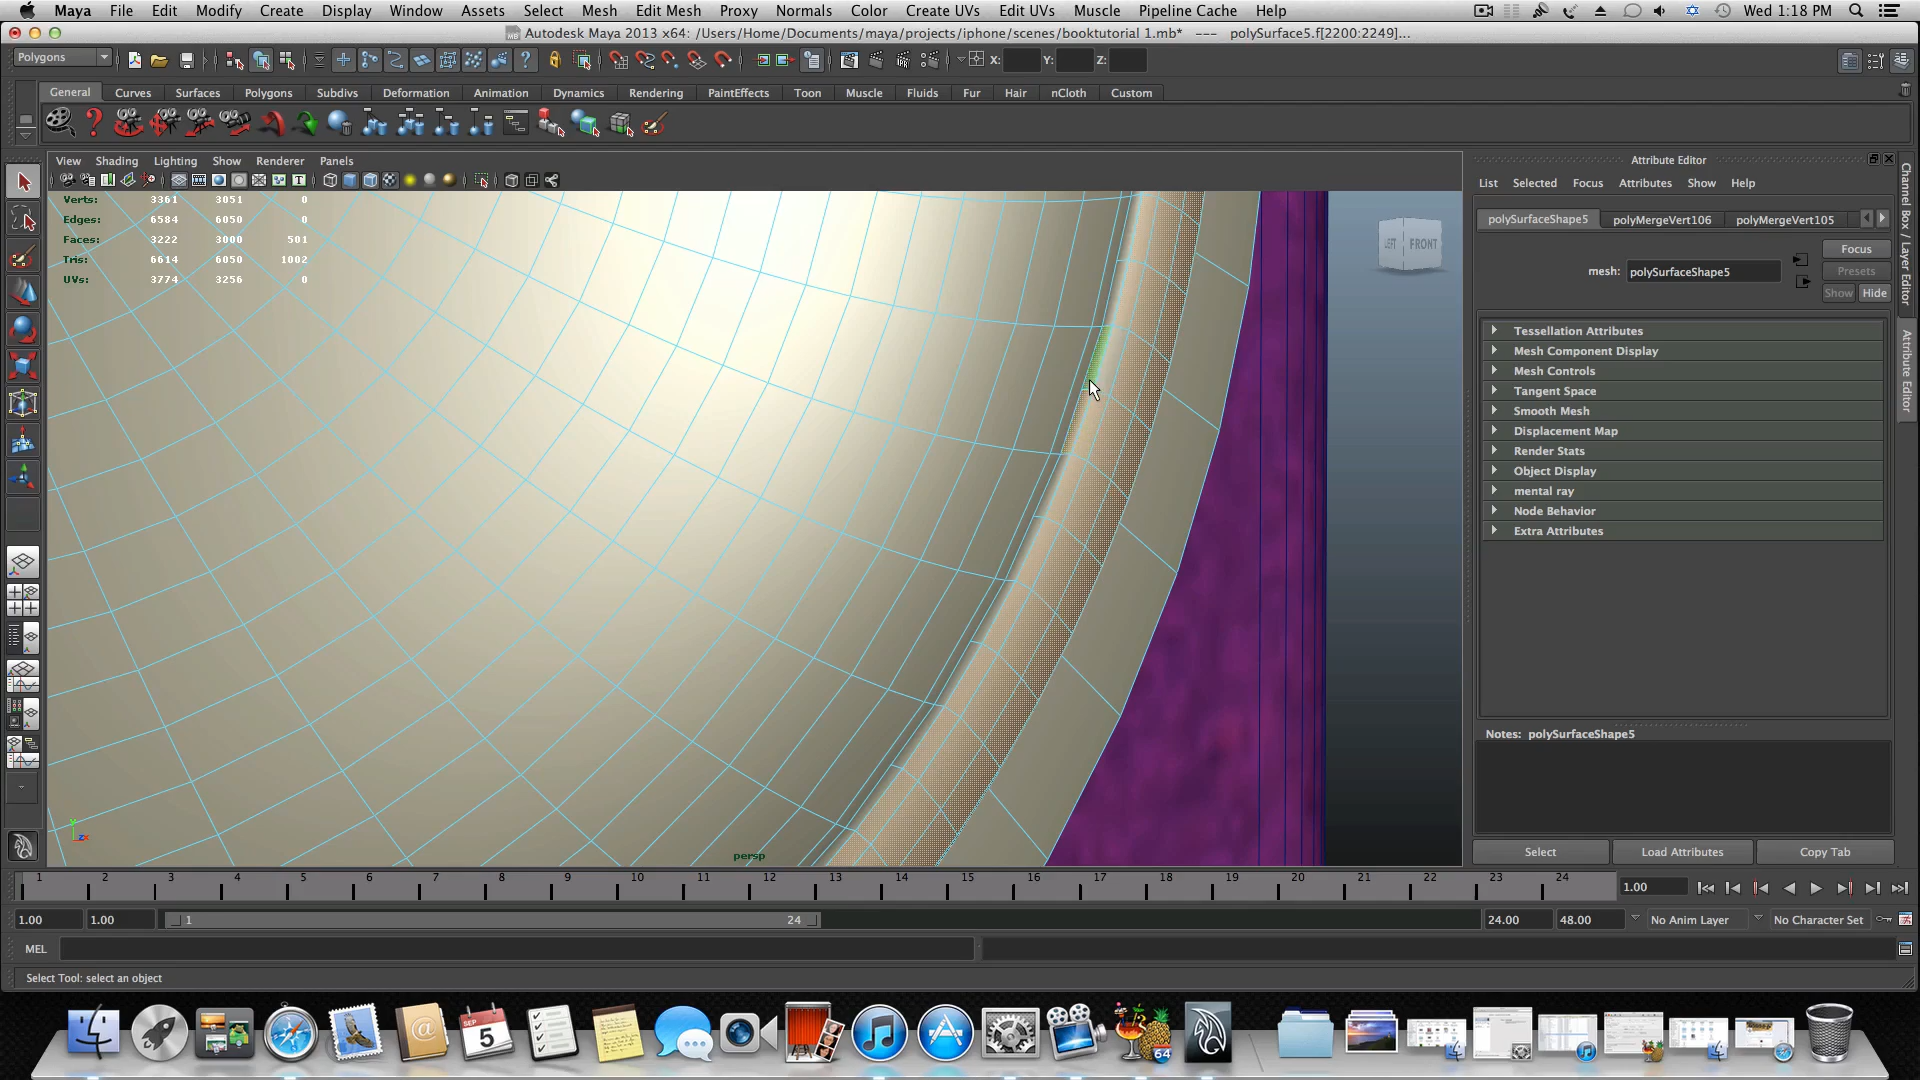 Maya File Edit Modify Create Display Window Assets Select Mesh Edit Mesh Proxy Normals Color Create UVs Edit UVs Muscle Pipeline Cache Help Wed 1:18 PM
Autodesk Maya 2013 x64: /Users/Home/Documents/maya/projects/iphone/scenes/booktutorial 1.mb* --- polySurface5.f[2200:2249]...
Polygons X: Y: Z:
General Curves Surfaces Polygons Subdivs Deformation Animation Dynamics Rendering PaintEffects Toon Muscle Fluids Fur Hair nCloth Custom
View Shading Lighting Show Renderer Panels
Verts: 3361 3051 0
Edges: 6584 6050 0
Faces: 3222 3000 501
Tris: 6614 6050 1002
UVs: 3774 3256 0
LEFT FRONT
persp
Attribute Editor
List Selected Focus Attributes Show Help
polySurfaceShape5 polyMergeVert106 polyMergeVert105
Focus
mesh: polySurfaceShape5
Presets
Show Hide
Tessellation Attributes
Mesh Component Display
Mesh Controls
Tangent Space
Smooth Mesh
Displacement Map
Render Stats
Object Display
mental ray
Node Behavior
Extra Attributes
Notes: polySurfaceShape5
Select Load Attributes Copy Tab
Channel Box / Layer Editor
Attribute Editor
1 2 3 4 5 6 7 8 9 10 11 12 13 14 15 16 17 18 19 20 21 22 23 24 1.00
1.00 1.00 1 24 24.00 48.00 No Anim Layer No Character Set
MEL
Select Tool: select an object
SEP
5
64